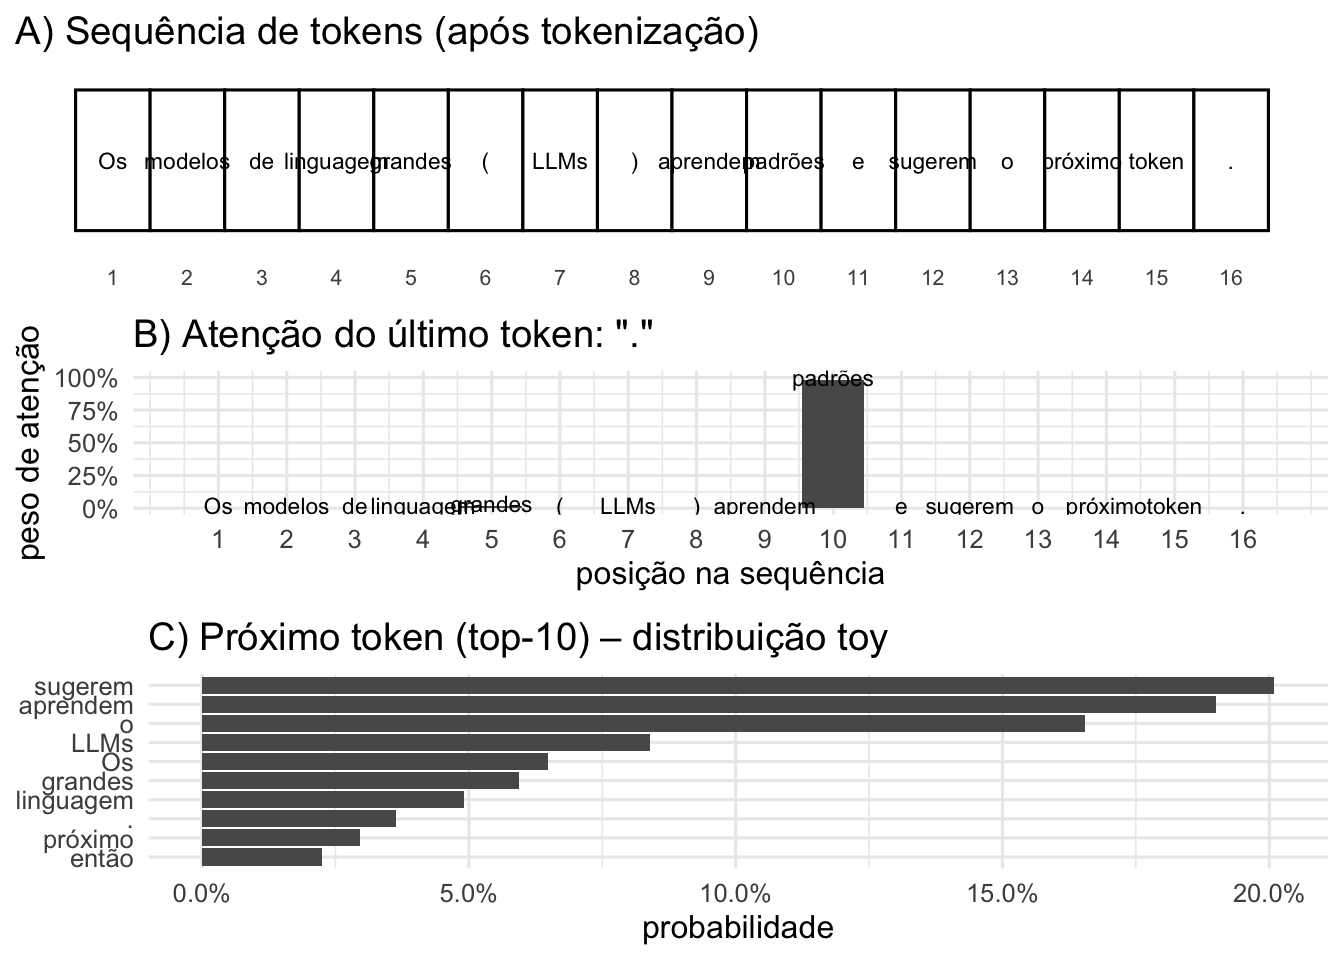 A) Sequência de tokens (após tokenização)
Os modelos de linguagem grandes ( LLMs ) aprendem padrões e sugerem o próximo token .
1 2 3 4 5 6 7 8 9 10 11 12 13 14 15 16
B) Atenção do último token: "."
peso de atenção
100%
75%
50%
25%
0%
padrões
Os modelos de linguagem grandes ( LLMs ) aprendem e sugerem o próximo token .
1 2 3 4 5 6 7 8 9 10 11 12 13 14 15 16
posição na sequência
C) Próximo token (top-10) – distribuição toy
sugerem
aprendem
o
LLMs
Os
grandes
linguagem
.
próximo
então
0.0% 5.0% 10.0% 15.0% 20.0%
probabilidade